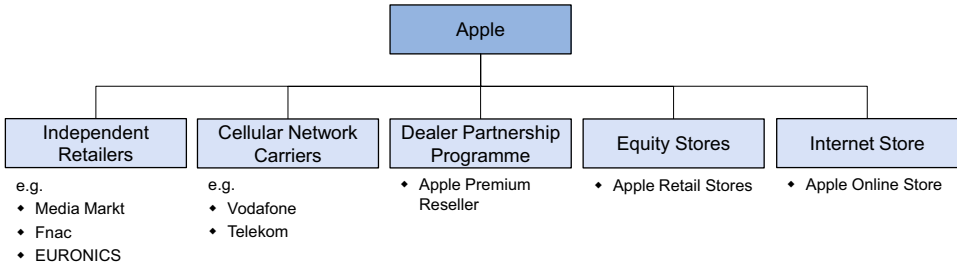 Apple
Independent
Retailers
Cellular Network
Carriers
Dealer Partnership
Programme
Equity Stores
Internet Store
e.g.
◆ Media Markt
◆ Fnac
◆ EURONICS
e.g.
◆ Vodafone
◆ Telekom
◆ Apple Premium
Reseller
◆ Apple Retail Stores
◆ Apple Online Store